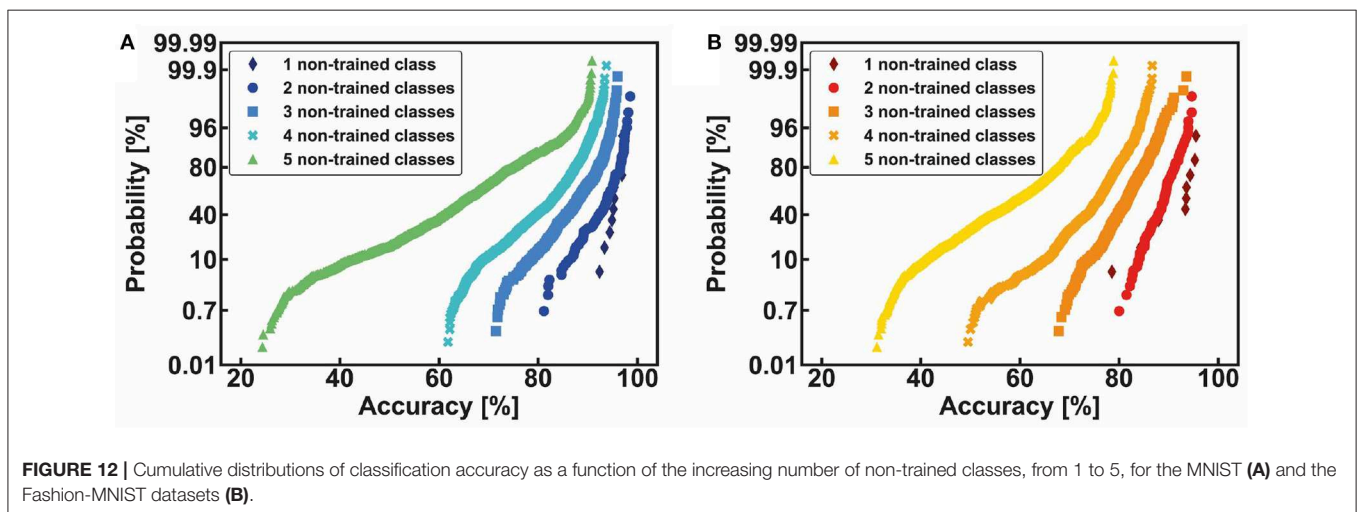 A
99.99
99.9
96
80
40
10
0.7
0.01
Probability [%]
1 non-trained class
2 non-trained classes
3 non-trained classes
4 non-trained classes
5 non-trained classes
20 40 60 80 100
Accuracy [%]
B
99.99
99.9
96
80
40
10
0.7
0.01
Probability [%]
1 non-trained class
2 non-trained classes
3 non-trained classes
4 non-trained classes
5 non-trained classes
20 40 60 80 100
Accuracy [%]
FIGURE 12 | Cumulative distributions of classification accuracy as a function of the increasing number of non-trained classes, from 1 to 5, for the MNIST (A) and the
Fashion-MNIST datasets (B).